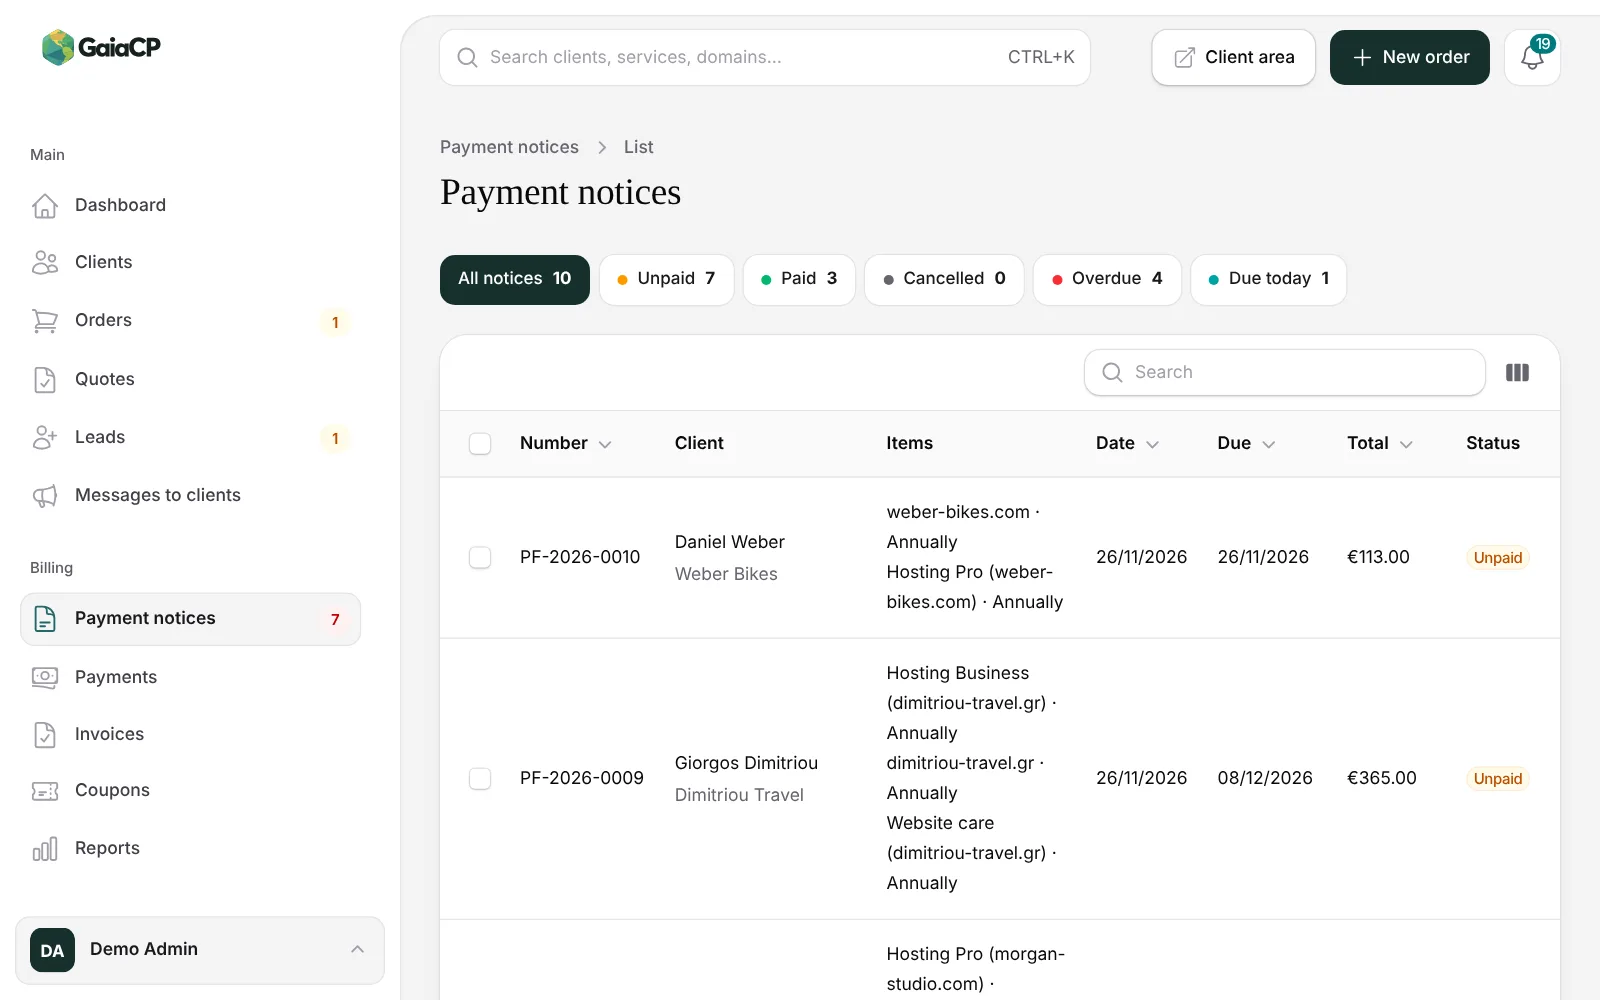 GaiaCP
Search clients, services, domains...
CTRL+K
Client area
New order
19
Main
Dashboard
Clients
Orders
1
Quotes
Leads
1
Messages to clients
Billing
Payment notices
7
Payments
Invoices
Coupons
Reports
DA
Demo Admin
Payment notices
List
Payment notices
All notices 10
Unpaid 7
Paid 3
Cancelled 0
Overdue 4
Due today 1
Search
Number
Client
Items
Date
Due
Total
Status
PF-2026-0010
Daniel Weber
Weber Bikes
weber-bikes.com ·
Annually
Hosting Pro (weber-
bikes.com) · Annually
26/11/2026
26/11/2026
€113.00
Unpaid
PF-2026-0009
Giorgos Dimitriou
Dimitriou Travel
Hosting Business
(dimitriou-travel.gr) ·
Annually
dimitriou-travel.gr ·
Annually
Website care
(dimitriou-travel.gr) ·
Annually
26/11/2026
08/12/2026
€365.00
Unpaid
Hosting Pro (morgan-
studio.com) ·